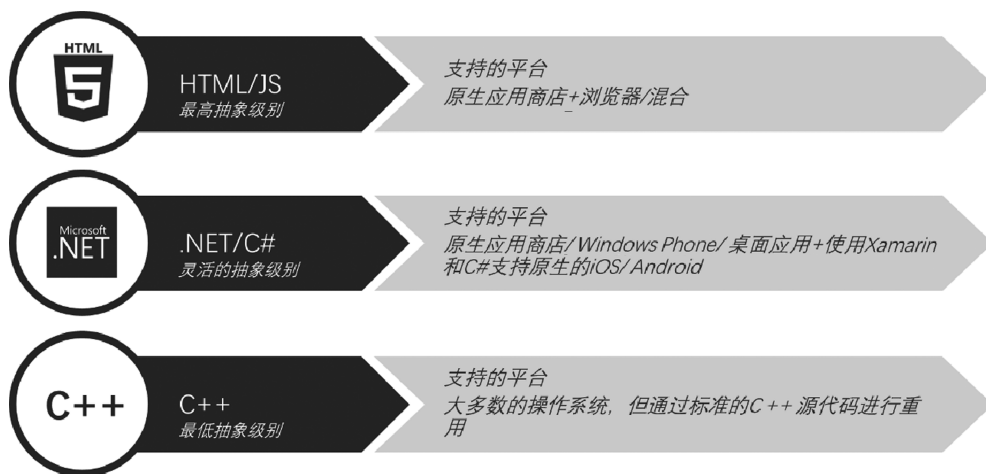 HTML
5
HTML/JS
最高抽象级别
支持的平台
原生应用商店+浏览器/混合
Microsoft
.NET
.NET/C#
灵活的抽象级别
支持的平台
原生应用商店/ Windows Phone/ 桌面应用+使用Xamarin
和C#支持原生的iOS/ Android
C++
C++
最低抽象级别
支持的平台
大多数的操作系统，但通过标准的C++源代码进行重
用